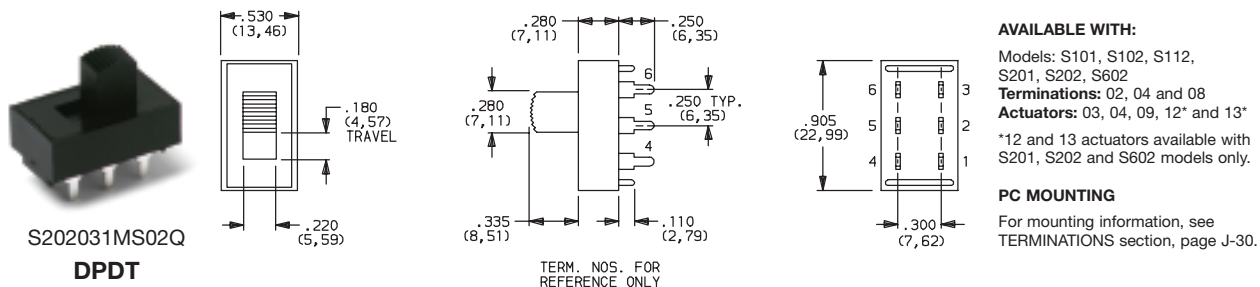 .530
(13,46)
.180
(4,57)
TRAVEL
.220
(5,59)
S202031MS02Q
DPDT
.280
(7,11)
.250
(6,35)
.280
(7,11)
6
5
4
.250 TYP.
(6,35)
.335
(8,51)
.110
(2,79)
TERM. NOS. FOR
REFERENCE ONLY
.905
(22,99)
6 3
5 2
4 1
.300
(7,62)
AVAILABLE WITH:
Models: S101, S102, S112,
S201, S202, S602
Terminations: 02, 04 and 08
Actuators: 03, 04, 09, 12* and 13*
*12 and 13 actuators available with
S201, S202 and S602 models only.
PC MOUNTING
For mounting information, see
TERMINATIONS section, page J-30.